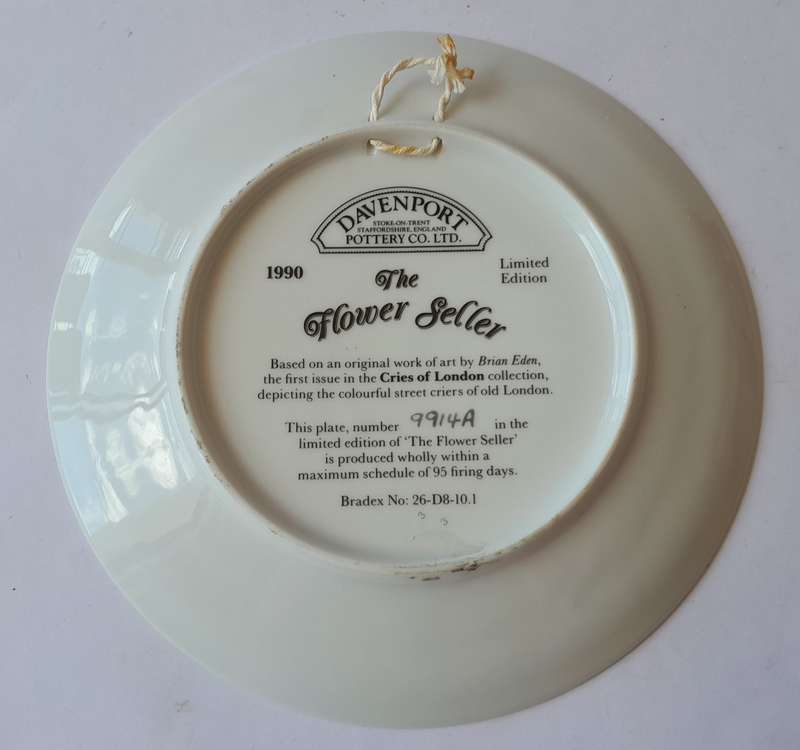 DAVENPORT
STOKE-ON-TRENT
STAFFORDSHIRE, ENGLAND
POTTERY CO. LTD.
1990
Limited
Edition
The
Flower Seller
Based on an original work of art by Brian Eden,
the first issue in the Cries of London collection,
depicting the colourful street criers of old London.
This plate, number 9914A in the
limited edition of 'The Flower Seller'
is produced wholly within a
maximum schedule of 95 firing days.
Bradex No: 26-D8-10.1
3
3